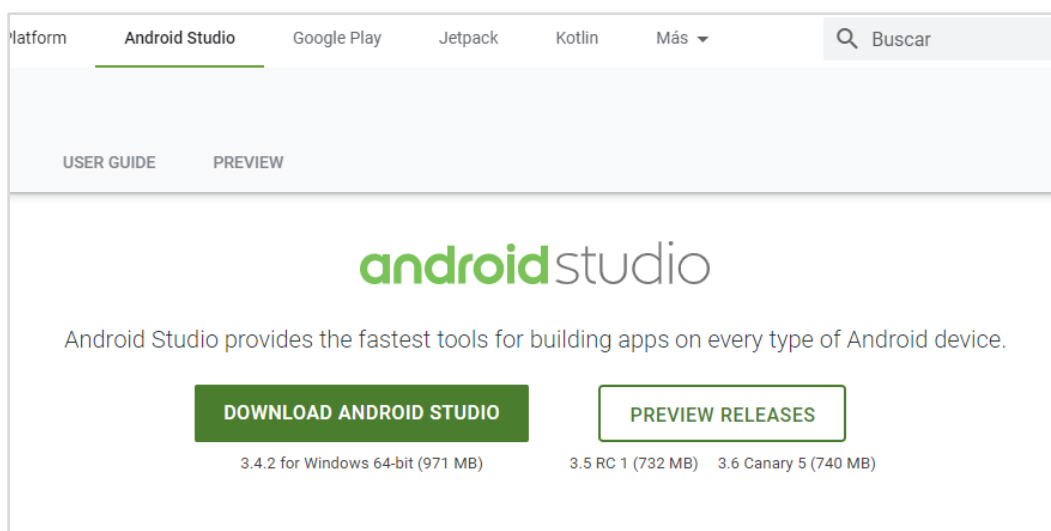 Platform Android Studio Google Play Jetpack Kotlin Más Buscar
USER GUIDE PREVIEW
androidstudio
Android Studio provides the fastest tools for building apps on every type of Android device.
DOWNLOAD ANDROID STUDIO PREVIEW RELEASES
3.4.2 for Windows 64-bit (971 MB) 3.5 RC 1 (732 MB) 3.6 Canary 5 (740 MB)